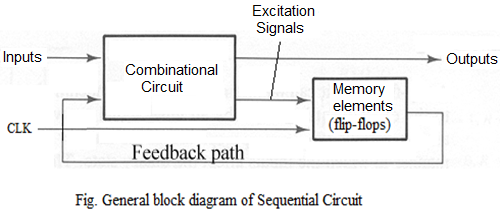 Excitation
Signals
Inputs
Outputs
Combinational
Circuit
Memory
elements
(flip-flops)
CLK
Feedback path
Fig. General block diagram of Sequential Circuit